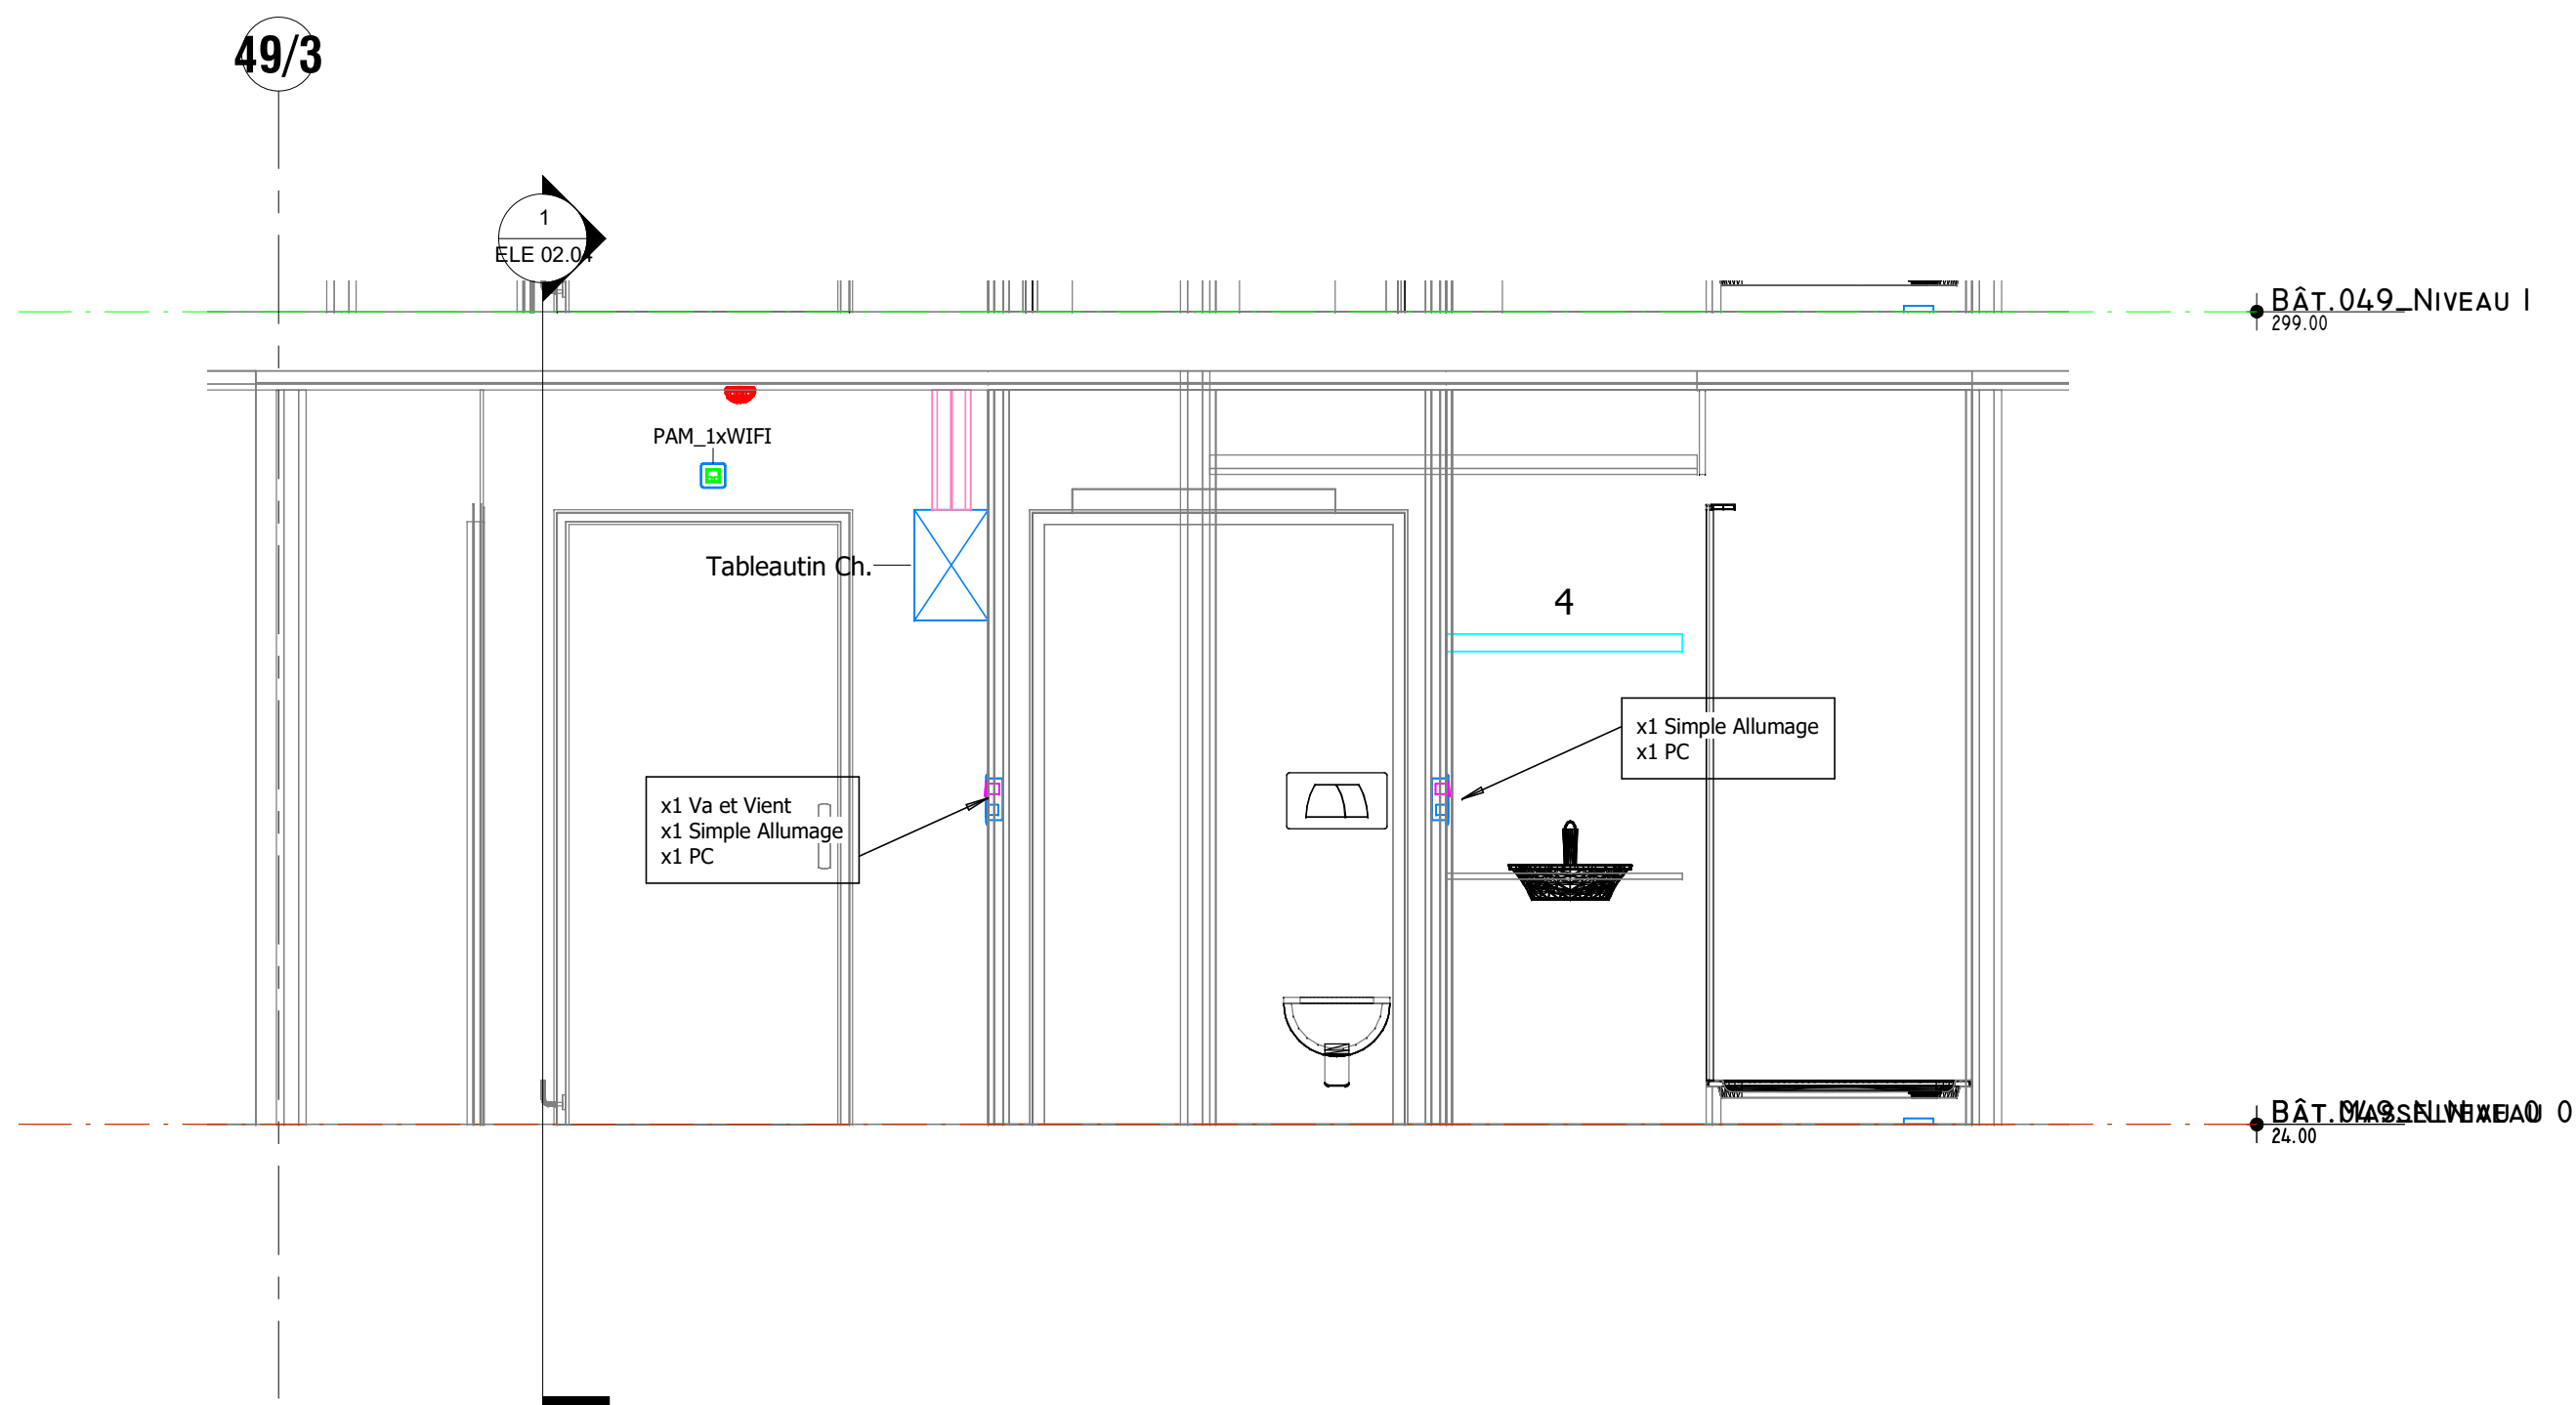 49/3
1
ELE 02.04
BÂT.049_NIVEAU 1
299.00
PAM_1xWIFI
Tableautin Ch.
4
x1 Simple Allumage
x1 PC
x1 Va et Vient
x1 Simple Allumage
x1 PC
24.00